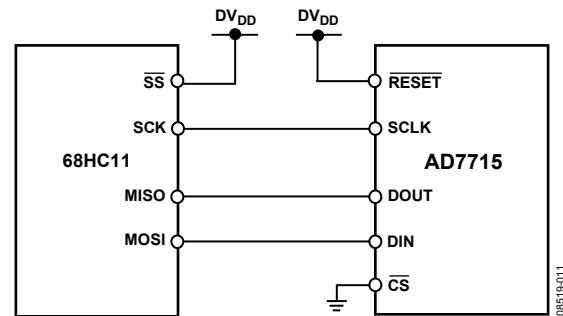 DVDD DVDD
SS RESET
SCK SCLK
68HC11 AD7715
MISO DOUT
MOSI DIN
CS
08519-011